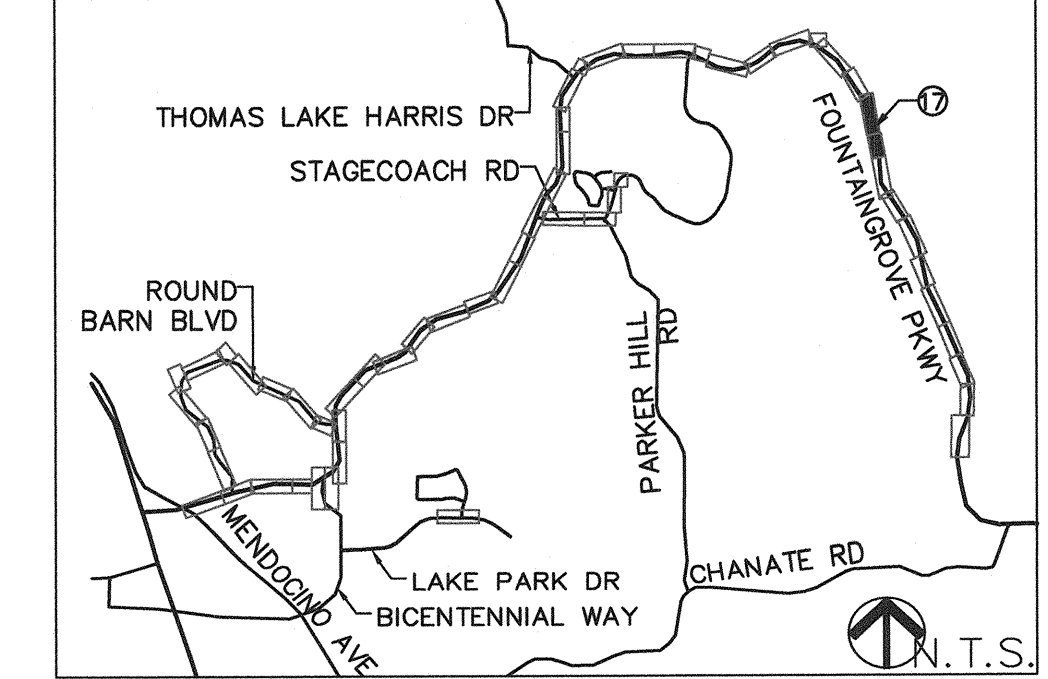 THOMAS LAKE HARRIS DR
17
STAGECOACH RD
FOUNTAINGROVE PKWY
ROUND
BARN BLVD
PARKER HILL
RD
MENDOCINO AVE
LAKE PARK DR
CHANATE RD
BICENTENNIAL WAY
N.T.S.